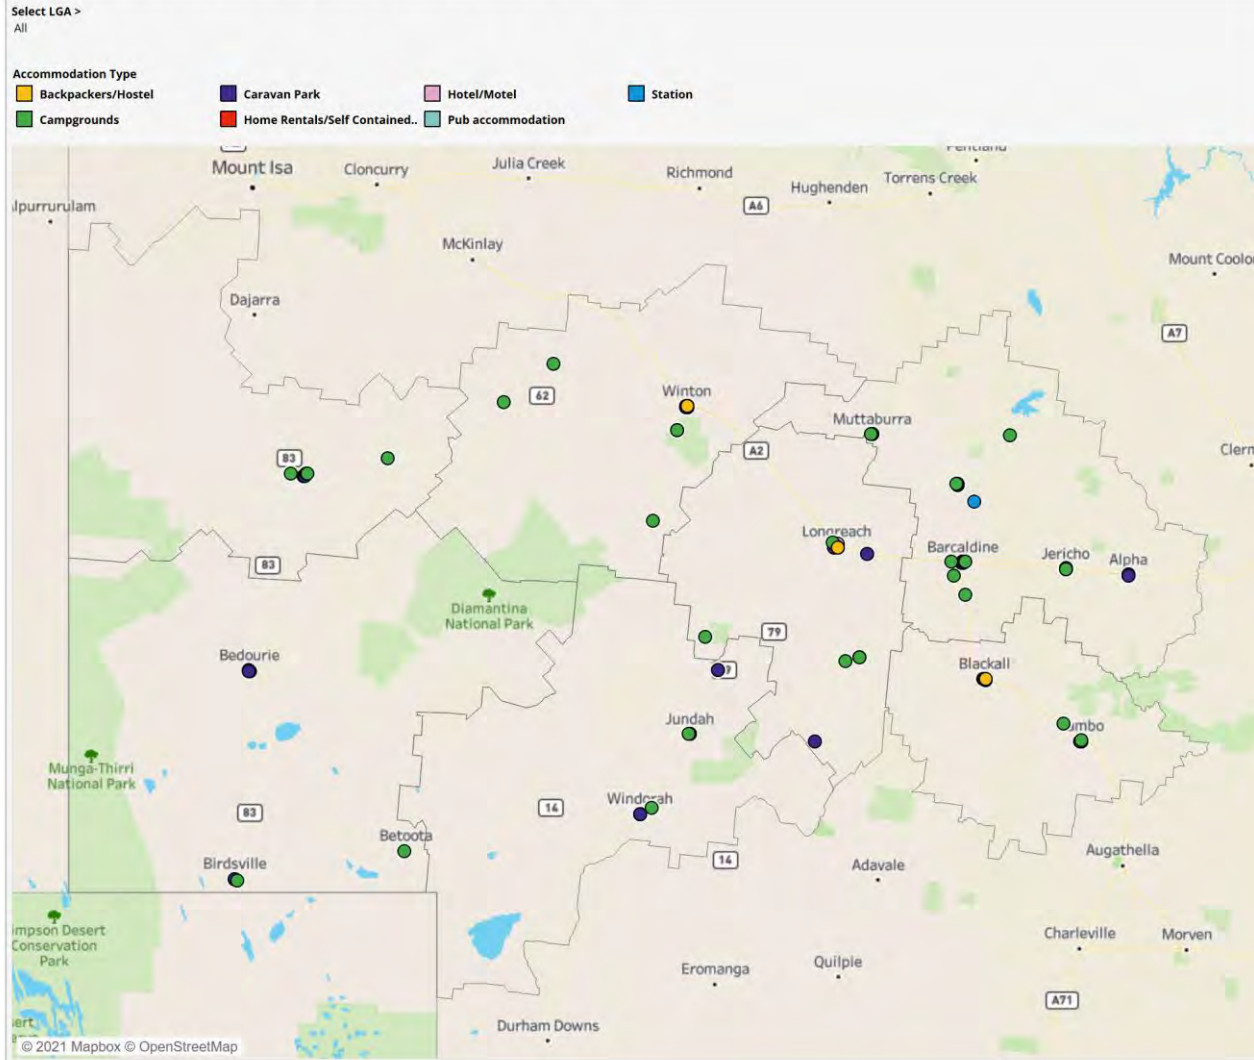 Select LGA >
All
Accommodation Type
Backpackers/Hostel
Caravan Park
Hotel/Motel
Station
Campgrounds
Home Rentals/Self Contained..
Pub accommodation
Mount Isa
Cloncurry
Julia Creek
Richmond
Hughenden
Torrens Creek
Pentland
lpurrurulam
A6
McKinlay
Mount Coolo
Dajarra
A7
62
Winton
Muttaburra
A2
Clerm
83
Longreach
Barcaldine
Jericho
Alpha
83
Diamantina
National Park
79
Bedourie
Blackall
Jundah
umbo
Munga-Thirri
National Park
83
14
Windorah
Betoota
Birdsville
14
Adavale
Augathella
impson Desert
Conservation
Park
Charleville
Morven
Eromanga
Quilpie
A71
Durham Downs
© 2021 Mapbox © OpenStreetMap